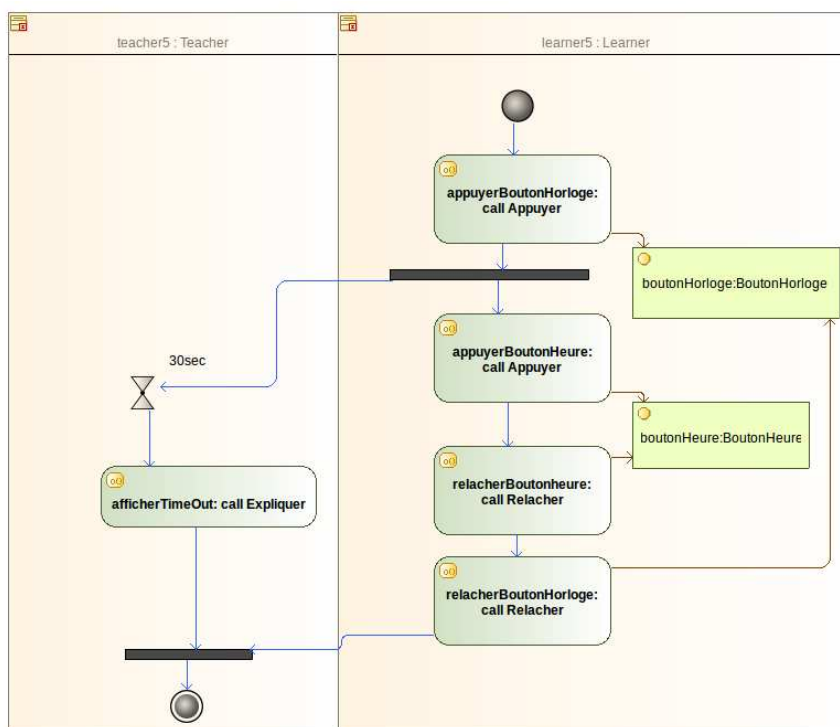 teacher5 : Teacher
learner5 : Learner
appuyerBoutonHorloge:
call Appuyer
boutonHorloge:BoutonHorloge
appuyerBoutonHeure:
call Appuyer
30sec
boutonHeure:BoutonHeure
relacherBoutonheure:
call Relacher
afficherTimeOut: call Expliquer
relacherBoutonHorloge:
call Relacher